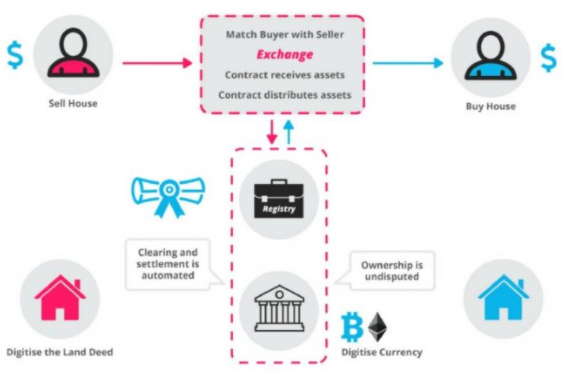 Match Buyer with Seller
Exchange
Contract receives assets
Contract distributes assets
$
$
Sell House
Buy House
Registry
Clearing and
settlement is
automated
Ownership is
undisputed
Digitise the Land Deed
Digitise Currency